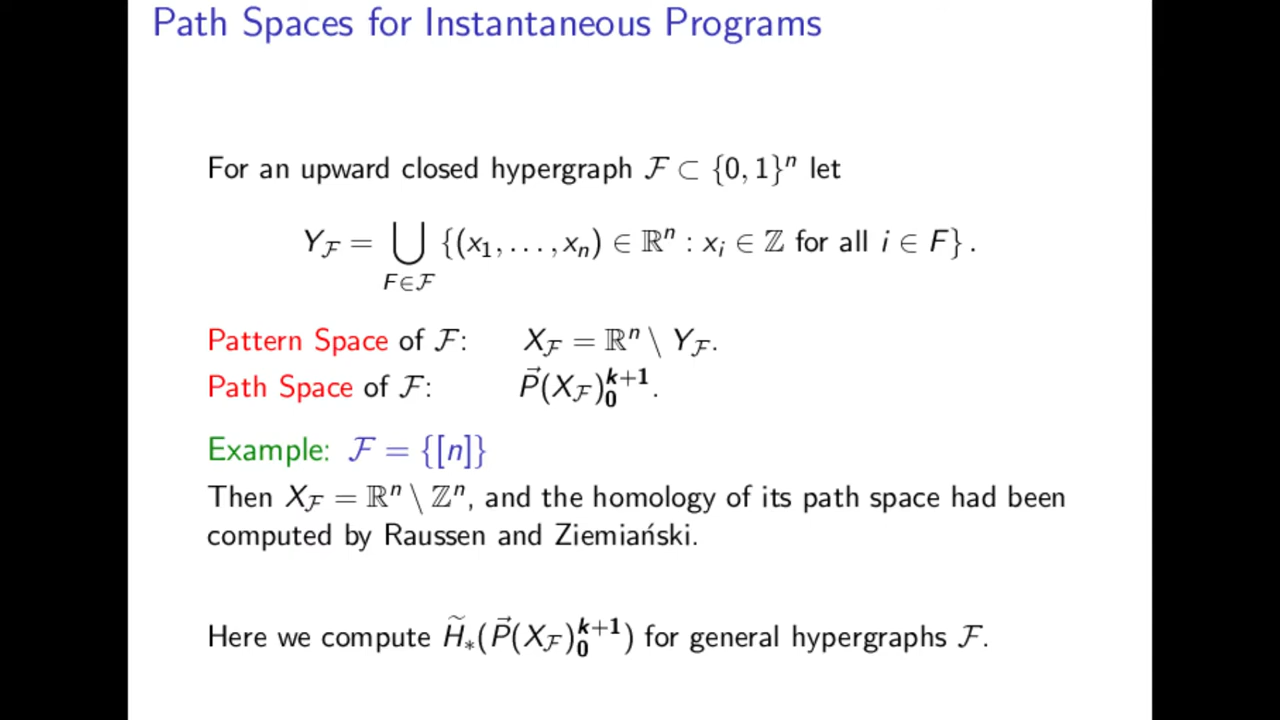 Path Spaces for Instantaneous Programs
For an upward closed hypergraph ℱ ⊂ {0, 1}ⁿ let
Y_ℱ = ⋃_{F∈ℱ} {(x₁, . . . , xₙ) ∈ ℝⁿ : xᵢ ∈ ℤ for all i ∈ F} .
Pattern Space of ℱ: X_ℱ = ℝⁿ \ Y_ℱ.
Path Space of ℱ: P⃗(X_ℱ)₀ᵏ⁺¹.
Example: ℱ = {[n]}
Then X_ℱ = ℝⁿ \ ℤⁿ, and the homology of its path space had been
computed by Raussen and Ziemiański.
Here we compute H̃_*(P⃗(X_ℱ)₀ᵏ⁺¹) for general hypergraphs ℱ.